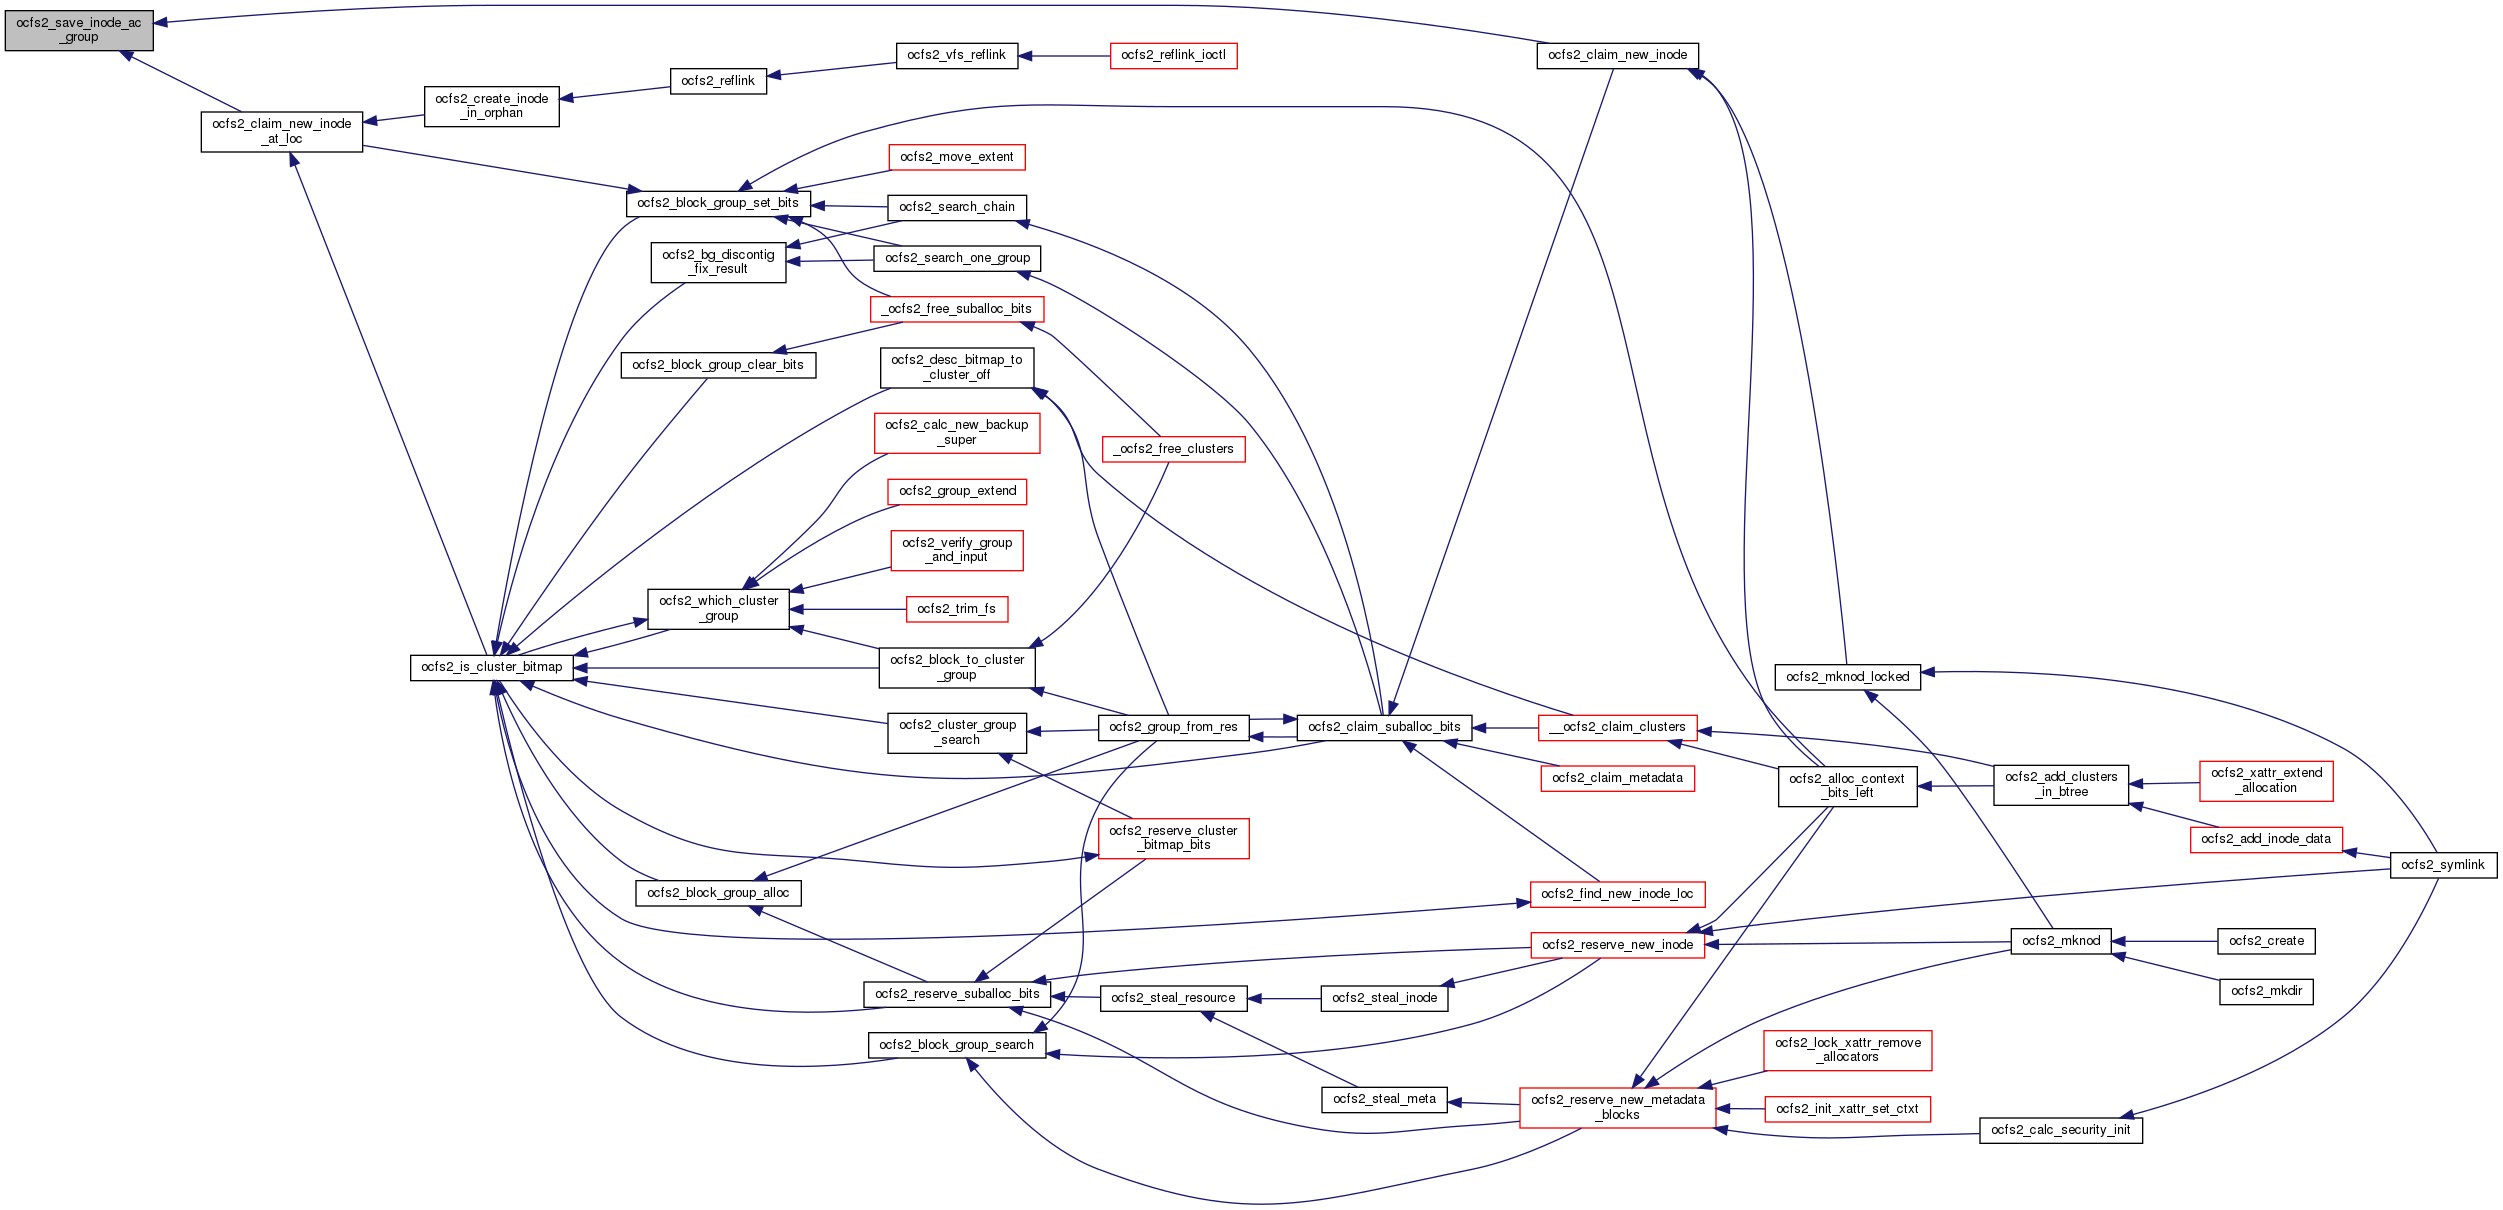 ocfs2_save_inode_ac
_group
ocfs2_claim_new_inode
_at_loc
ocfs2_is_cluster_bitmap
ocfs2_create_inode
_in_orphan
ocfs2_reflink
ocfs2_vfs_reflink
ocfs2_reflink_ioctl
ocfs2_block_group_set_bits
ocfs2_bg_discontig
_fix_result
ocfs2_block_group_clear_bits
ocfs2_which_cluster
_group
ocfs2_block_group_alloc
ocfs2_move_extent
ocfs2_search_chain
ocfs2_search_one_group
_ocfs2_free_suballoc_bits
ocfs2_desc_bitmap_to
_cluster_off
ocfs2_calc_new_backup
_super
ocfs2_group_extend
ocfs2_verify_group
_and_input
ocfs2_trim_fs
ocfs2_block_to_cluster
_group
ocfs2_cluster_group
_search
ocfs2_reserve_suballoc_bits
ocfs2_block_group_search
_ocfs2_free_clusters
ocfs2_group_from_res
ocfs2_reserve_cluster
_bitmap_bits
ocfs2_steal_resource
ocfs2_claim_suballoc_bits
ocfs2_steal_inode
ocfs2_steal_meta
ocfs2_claim_new_inode
__ocfs2_claim_clusters
ocfs2_claim_metadata
ocfs2_find_new_inode_loc
ocfs2_reserve_new_inode
ocfs2_reserve_new_metadata
_blocks
ocfs2_mknod_locked
ocfs2_alloc_context
_bits_left
ocfs2_lock_xattr_remove
_allocators
ocfs2_init_xattr_set_ctxt
ocfs2_add_clusters
_in_btree
ocfs2_mknod
ocfs2_calc_security_init
ocfs2_xattr_extend
_allocation
ocfs2_add_inode_data
ocfs2_create
ocfs2_mkdir
ocfs2_symlink